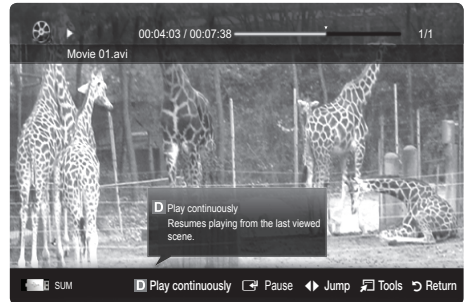 00:04:03 / 00:07:38 1/1
Movie 01.avi
D Play continuously
Resumes playing from the last viewed
scene.
SUM D Play continuously Pause Jump Tools Return